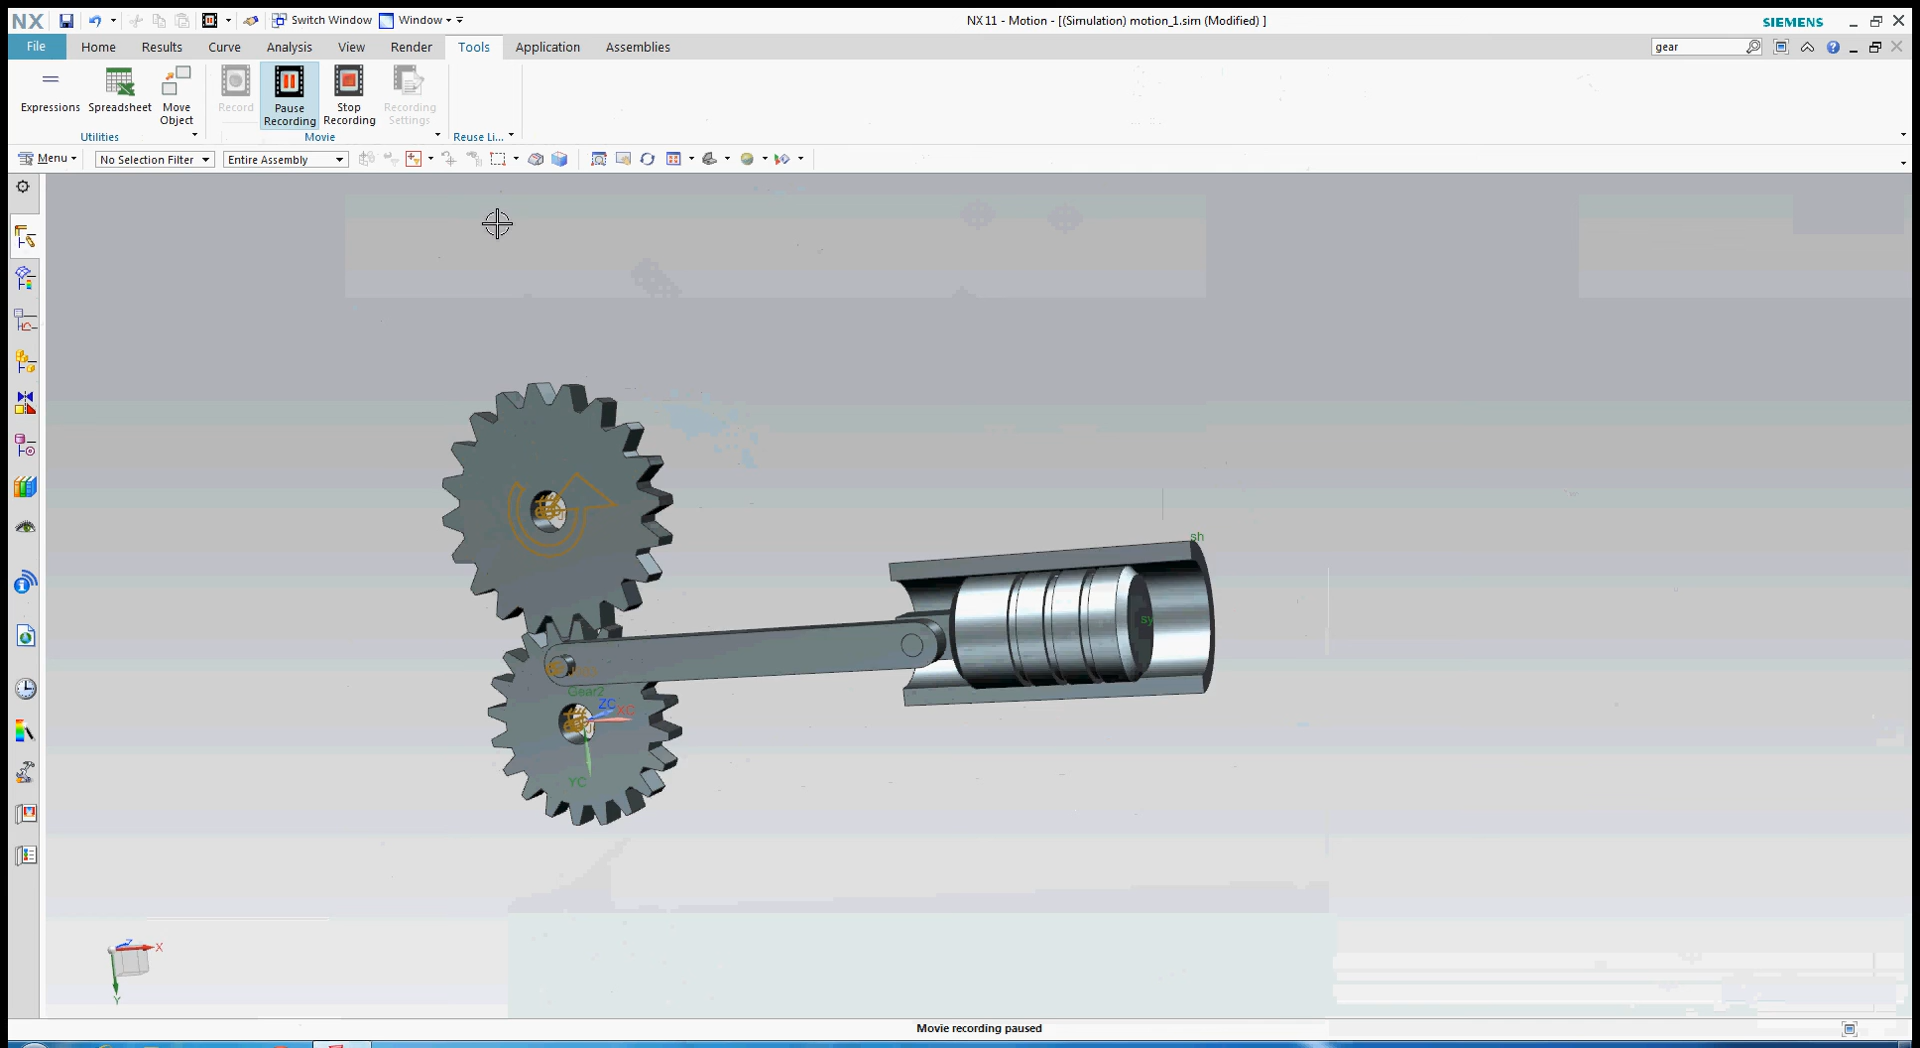 NX
Switch Window
Window
NX 11 - Motion - [(Simulation) motion_1.sim (Modified) ]
SIEMENS
File
Home
Results
Curve
Analysis
View
Render
Tools
Application
Assemblies
gear
Expressions
Spreadsheet
Move
Object
Record
Pause
Recording
Stop
Recording
Recording
Settings
Utilities
Movie
Reuse Li...
Menu
No Selection Filter
Entire Assembly
sh
sy
Gear2
ZC
XC
YC
Z
X
Y
Movie recording paused